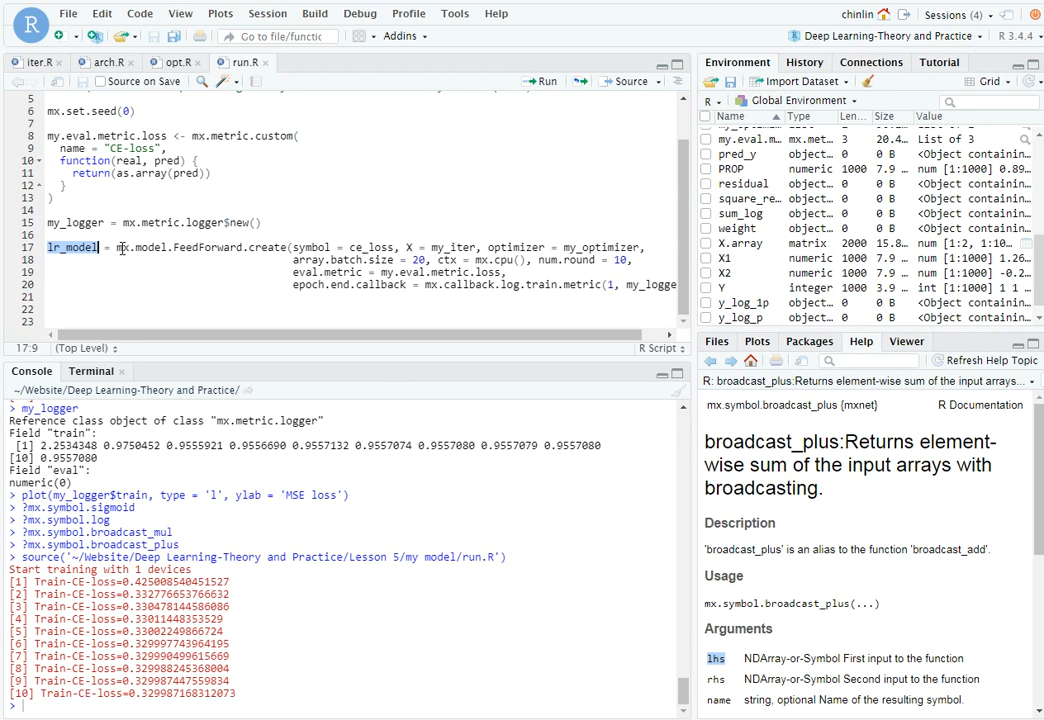 File Edit Code View Plots Session Build Debug Profile Tools Help
chinlin
Sessions (4)
R
Go to file/functic
Addins
Deep Learning-Theory and Practice
R 3.4.4
iter.R × arch.R × opt.R × run.R ×
Source on Save
Run
Source
5
6 mx.set.seed(0)
7
8 my.eval.metric.loss <- mx.metric.custom(
9 name = "CE-loss",
10 function(real, pred) {
11 return(as.array(pred))
12 }
13 )
14
15 my_logger = mx.metric.logger$new()
16
17 lr_model = mx.model.FeedForward.create(symbol = ce_loss, X = my_iter, optimizer = my_optimizer,
18 array.batch.size = 20, ctx = mx.cpu(), num.round = 10,
19 eval.metric = my.eval.metric.loss,
20 epoch.end.callback = mx.callback.log.train.metric(1, my_logge
21
22
23
17:9 (Top Level)
R Script
Console Terminal ×
~/Website/Deep Learning-Theory and Practice/
> my_logger
Reference class object of class "mx.metric.logger"
Field "train":
[1] 2.2534348 0.9750452 0.9555921 0.9556690 0.9557132 0.9557074 0.9557080 0.9557079 0.9557080
[10] 0.9557080
Field "eval":
numeric(0)
> plot(my_logger$train, type = 'l', ylab = 'MSE loss')
> ?mx.symbol.sigmoid
> ?mx.symbol.log
> ?mx.symbol.broadcast_mul
> ?mx.symbol.broadcast_plus
> source('~/Website/Deep Learning-Theory and Practice/Lesson 5/my model/run.R')
Start training with 1 devices
[1] Train-CE-loss=0.425008540451527
[2] Train-CE-loss=0.332776653766632
[3] Train-CE-loss=0.330478144586086
[4] Train-CE-loss=0.33011448353529
[5] Train-CE-loss=0.33002249866724
[6] Train-CE-loss=0.329997743964195
[7] Train-CE-loss=0.329990499615669
[8] Train-CE-loss=0.329988245368004
[9] Train-CE-loss=0.329987447559834
[10] Train-CE-loss=0.329987168312073
>
Environment History Connections Tutorial
Import Dataset
Grid
R
Global Environment
Name Type Len... Size Value
my.eval.m... mx.met... 3 20.4... List of 3
pred_y object... 0 0 B <Object containin...
PROP numeric 1000 7.9 ... num [1:1000] 0.89...
residual object... 0 0 B <Object containin...
square_re... object... 0 0 B <Object containin...
sum_log object... 0 0 B <Object containin...
weight object... 0 0 B <Object containin...
X.array matrix 2000 15.8... num [1:2, 1:10...
X1 numeric 1000 7.9 ... num [1:1000] 1.26...
X2 numeric 1000 7.9 ... num [1:1000] -0.2...
Y integer 1000 3.9 ... int [1:1000] 1 1 ...
y_log_1p object... 0 0 B <Object containin...
y_log_p object... 0 0 B <Object containin...
Files Plots Packages Help Viewer
Refresh Help Topic
R: broadcast_plus:Returns element-wise sum of the input arrays...
mx.symbol.broadcast_plus {mxnet}
R Documentation
broadcast_plus:Returns element-
wise sum of the input arrays with
broadcasting.
Description
'broadcast_plus' is an alias to the function 'broadcast_add'.
Usage
mx.symbol.broadcast_plus(...)
Arguments
lhs NDArray-or-Symbol First input to the function
rhs NDArray-or-Symbol Second input to the function
name string, optional Name of the resulting symbol.